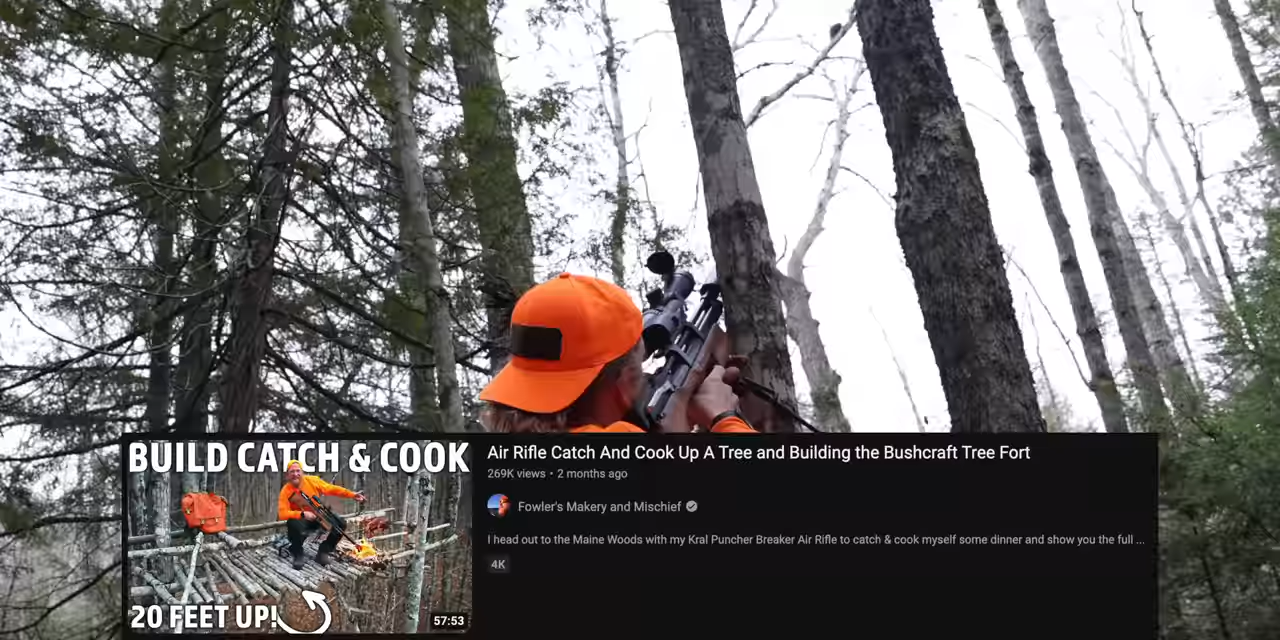 BUILD CATCH & COOK
20 FEET UP!
57:53
Air Rifle Catch And Cook Up A Tree and Building the Bushcraft Tree Fort
269K views • 2 months ago
Fowler's Makery and Mischief
I head out to the Maine Woods with my Kral Puncher Breaker Air Rifle to catch & cook myself some dinner and show you the full ...
4K